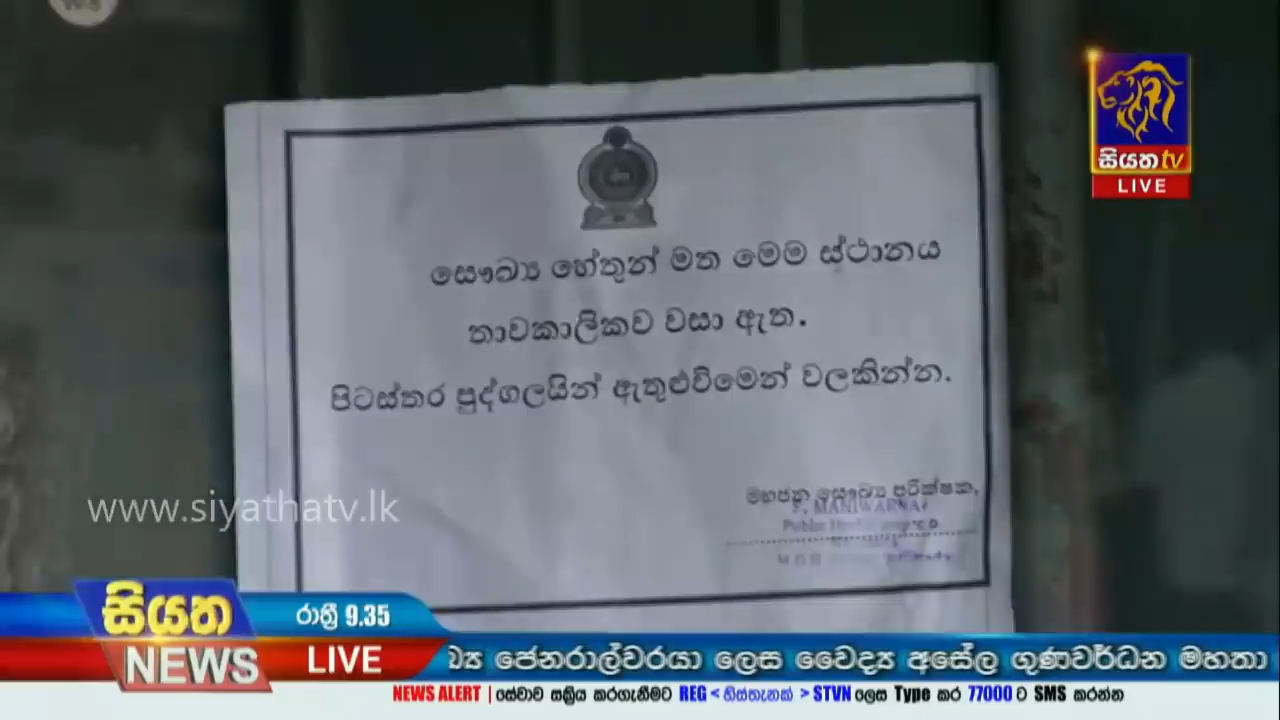 සියත tv
LIVE
සෞඛ්‍ය හේතූන් මත මෙම ස්ථානය
තාවකාලිකව වසා ඇත.
පිටස්තර පුද්ගලයින් ඇතුළුවීමෙන් වලකින්න.
මහජන සෞඛ්‍ය පරීක්ෂක,
MANIWARNA
Public
www.siyathatv.lk
සියත
NEWS
රාත්‍රී 9.35
LIVE
ජෙනරාල්වරයා ලෙස වෛද්‍ය අසේල ගුණවර්ධන මහතා
NEWS ALERT | සේවාව සක්‍රිය කරගැනීමට REG < හිස්තැනක් > STVN ලෙස Type කර 77000 ට SMS කරන්න